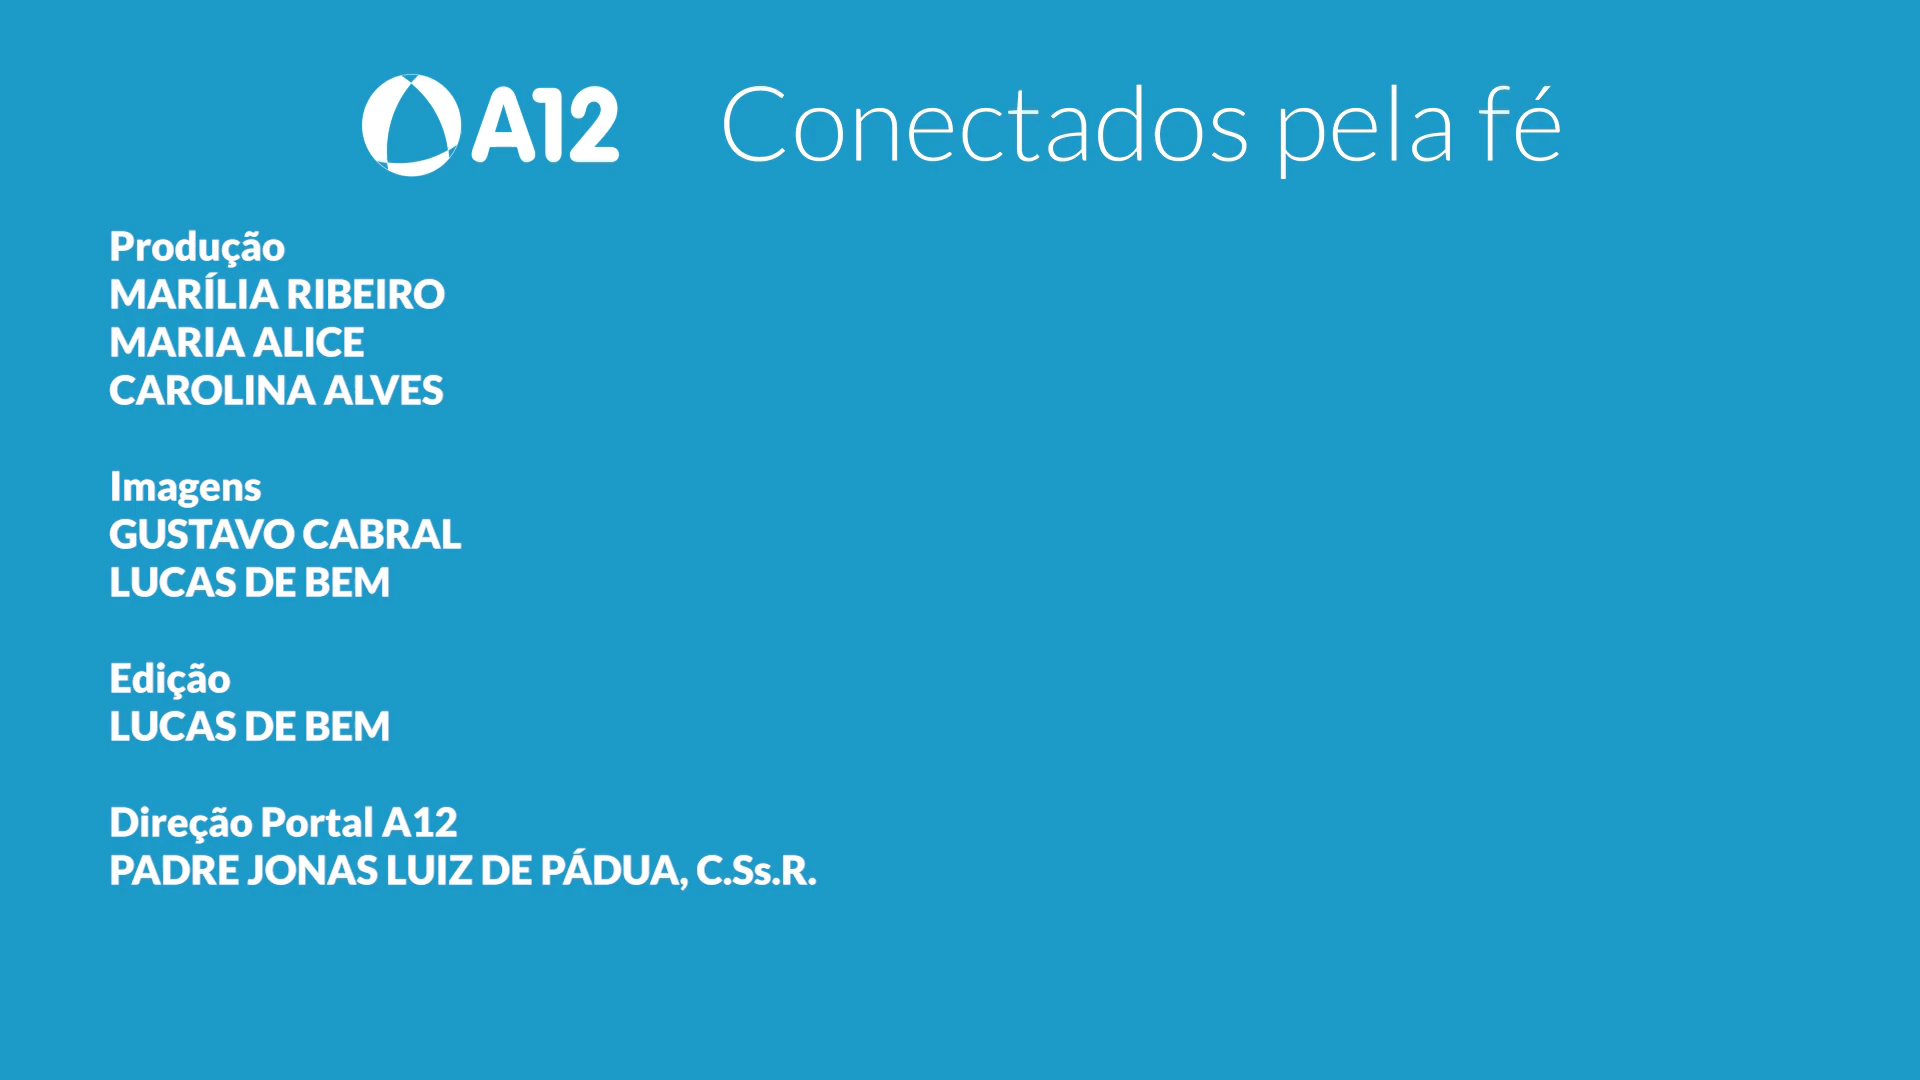 A12 Conectados pela fé
Produção
MARÍLIA RIBEIRO
MARIA ALICE
CAROLINA ALVES
Imagens
GUSTAVO CABRAL
LUCAS DE BEM
Edição
LUCAS DE BEM
Direção Portal A12
PADRE JONAS LUIZ DE PÁDUA, C.Ss.R.